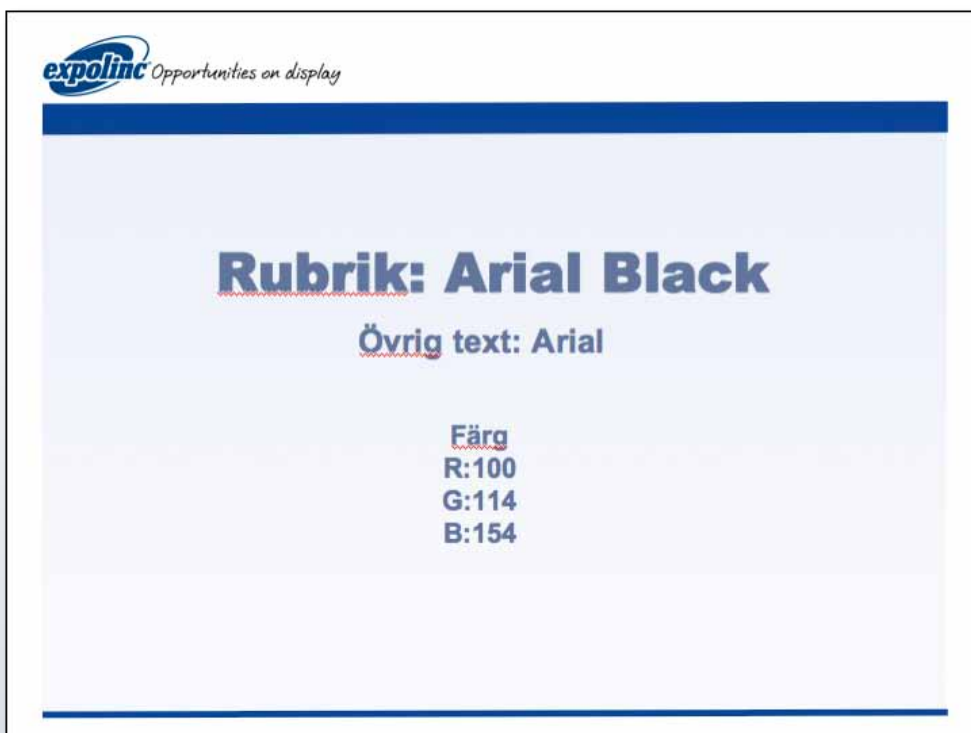 expolinc Opportunities on display
Rubrik: Arial Black
Övrig text: Arial
Färg
R:100
G:114
B:154